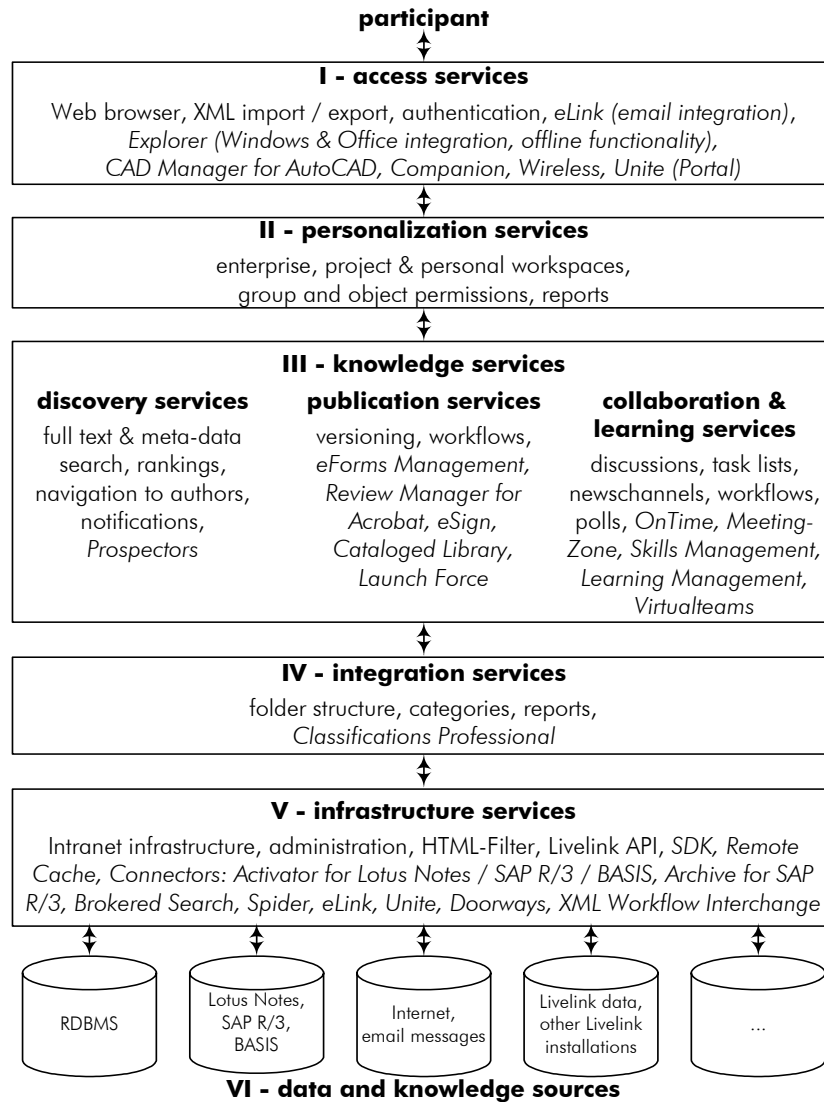 participant
I - access services
Web browser, XML import / export, authentication, eLink (email integration),
Explorer (Windows & Office integration, offline functionality),
CAD Manager for AutoCAD, Companion, Wireless, Unite (Portal)
II - personalization services
enterprise, project & personal workspaces,
group and object permissions, reports
III - knowledge services
discovery services
full text & meta-data
search, rankings,
navigation to authors,
notifications,
Prospectors
publication services
versioning, workflows,
eForms Management,
Review Manager for
Acrobat, eSign,
Cataloged Library,
Launch Force
collaboration &
learning services
discussions, task lists,
newschannels, workflows,
polls, OnTime, Meeting-
Zone, Skills Management,
Learning Management,
Virtualteams
IV - integration services
folder structure, categories, reports,
Classifications Professional
V - infrastructure services
Intranet infrastructure, administration, HTML-Filter, Livelink API, SDK, Remote
Cache, Connectors: Activator for Lotus Notes / SAP R/3 / BASIS, Archive for SAP
R/3, Brokered Search, Spider, eLink, Unite, Doorways, XML Workflow Interchange
RDBMS
Lotus Notes,
SAP R/3,
BASIS
Internet,
email messages
Livelink data,
other Livelink
installations
...
VI - data and knowledge sources